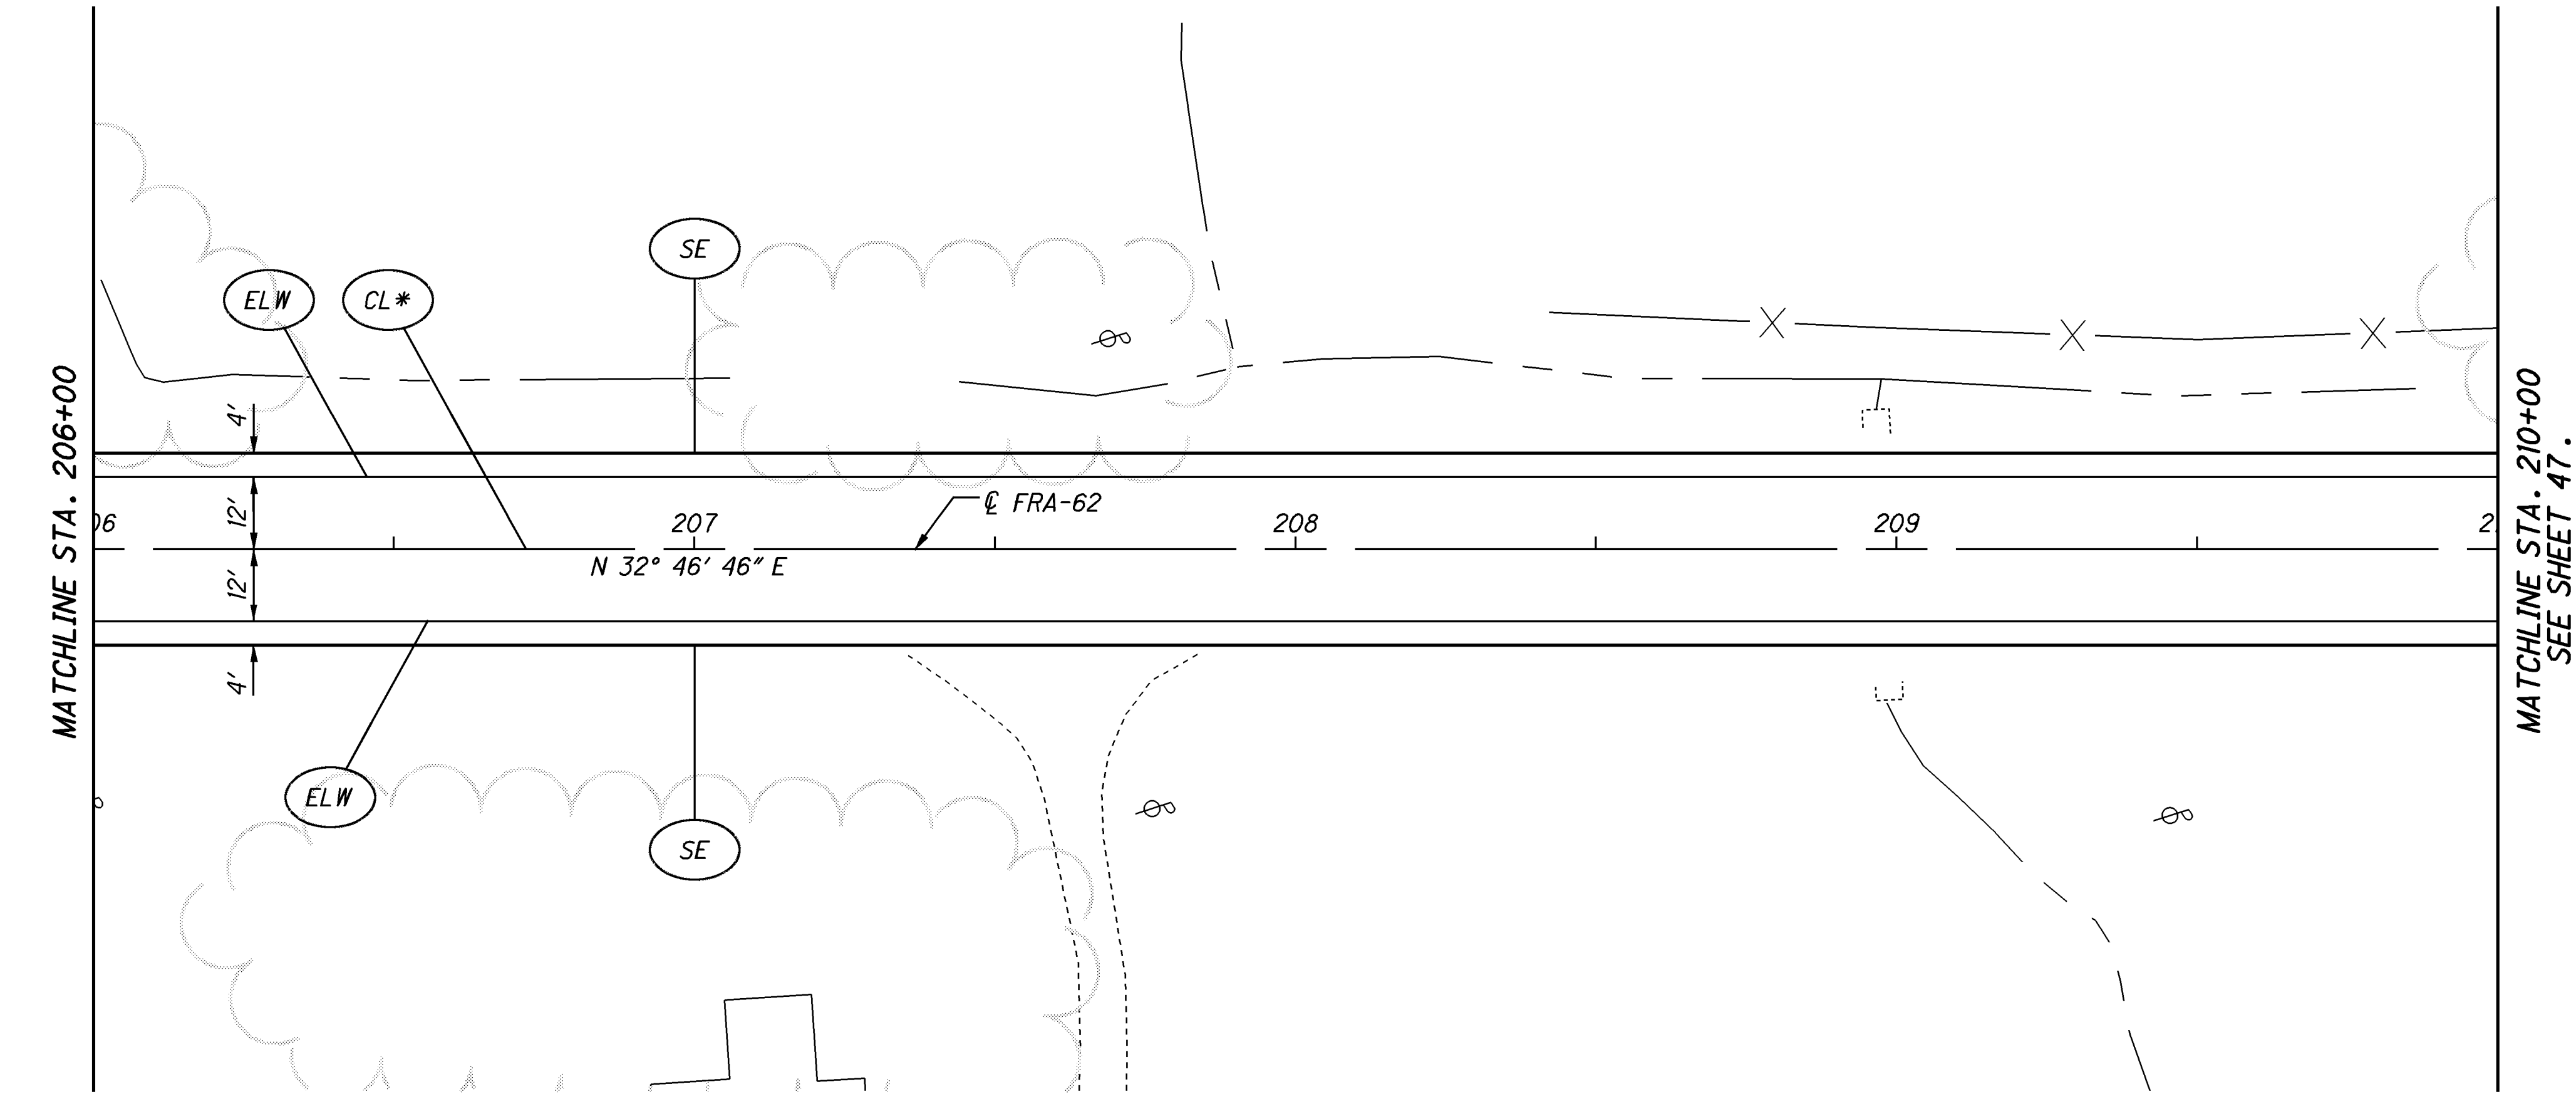 MATCHLINE STA. 206+00
SE
ELW
CL*
4'
12'
12'
4'
06
207
208
209
2
℄ FRA-62
N 32° 46' 46" E
ELW
SE
MATCHLINE STA. 210+00
SEE SHEET 47 .